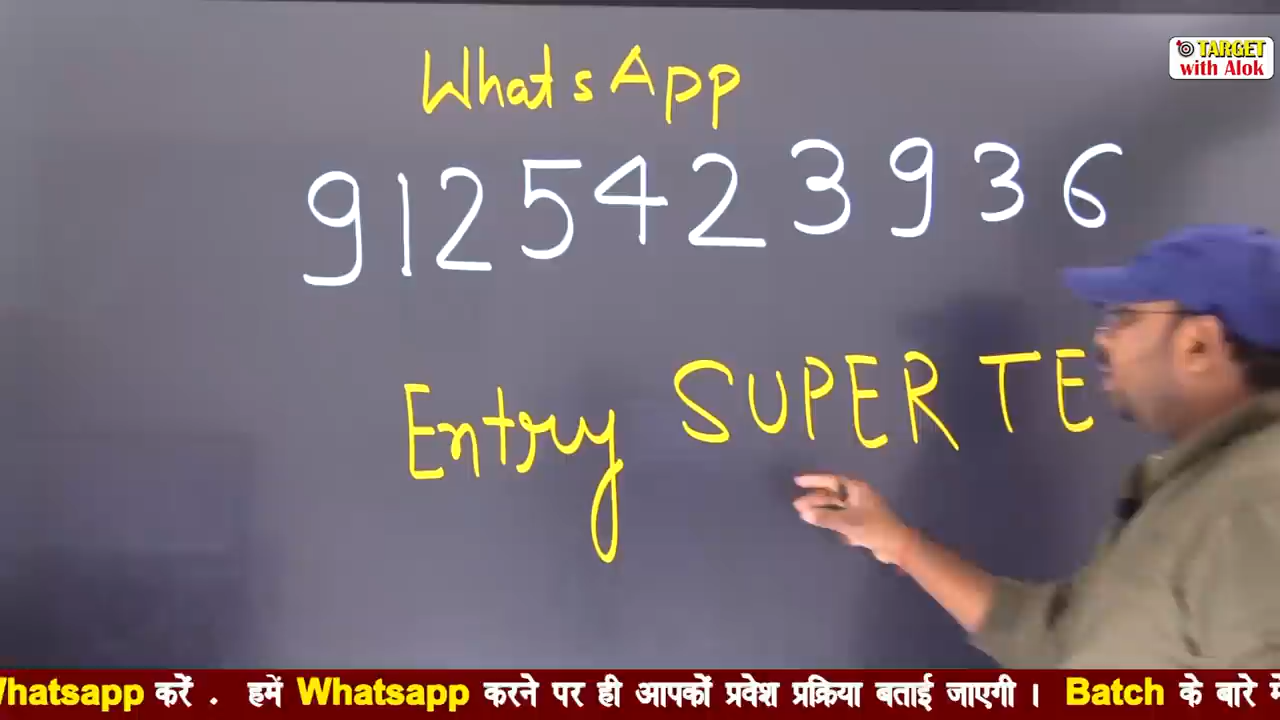 TARGET
with Alok
WhatsApp
9125423936
Entry SUPER TE
Whatsapp करें . हमें Whatsapp करने पर ही आपकों प्रवेश प्रक्रिया बताई जाएगी । Batch के बारे में